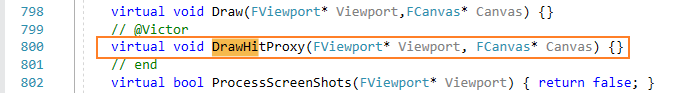 798 virtual void Draw(FViewport* Viewport,FCanvas* Canvas) {}
799 // @Victor
800 virtual void DrawHitProxy(FViewport* Viewport, FCanvas* Canvas) {}
801 // end
802 virtual bool ProcessScreenShots(FViewport* Viewport) { return false; }